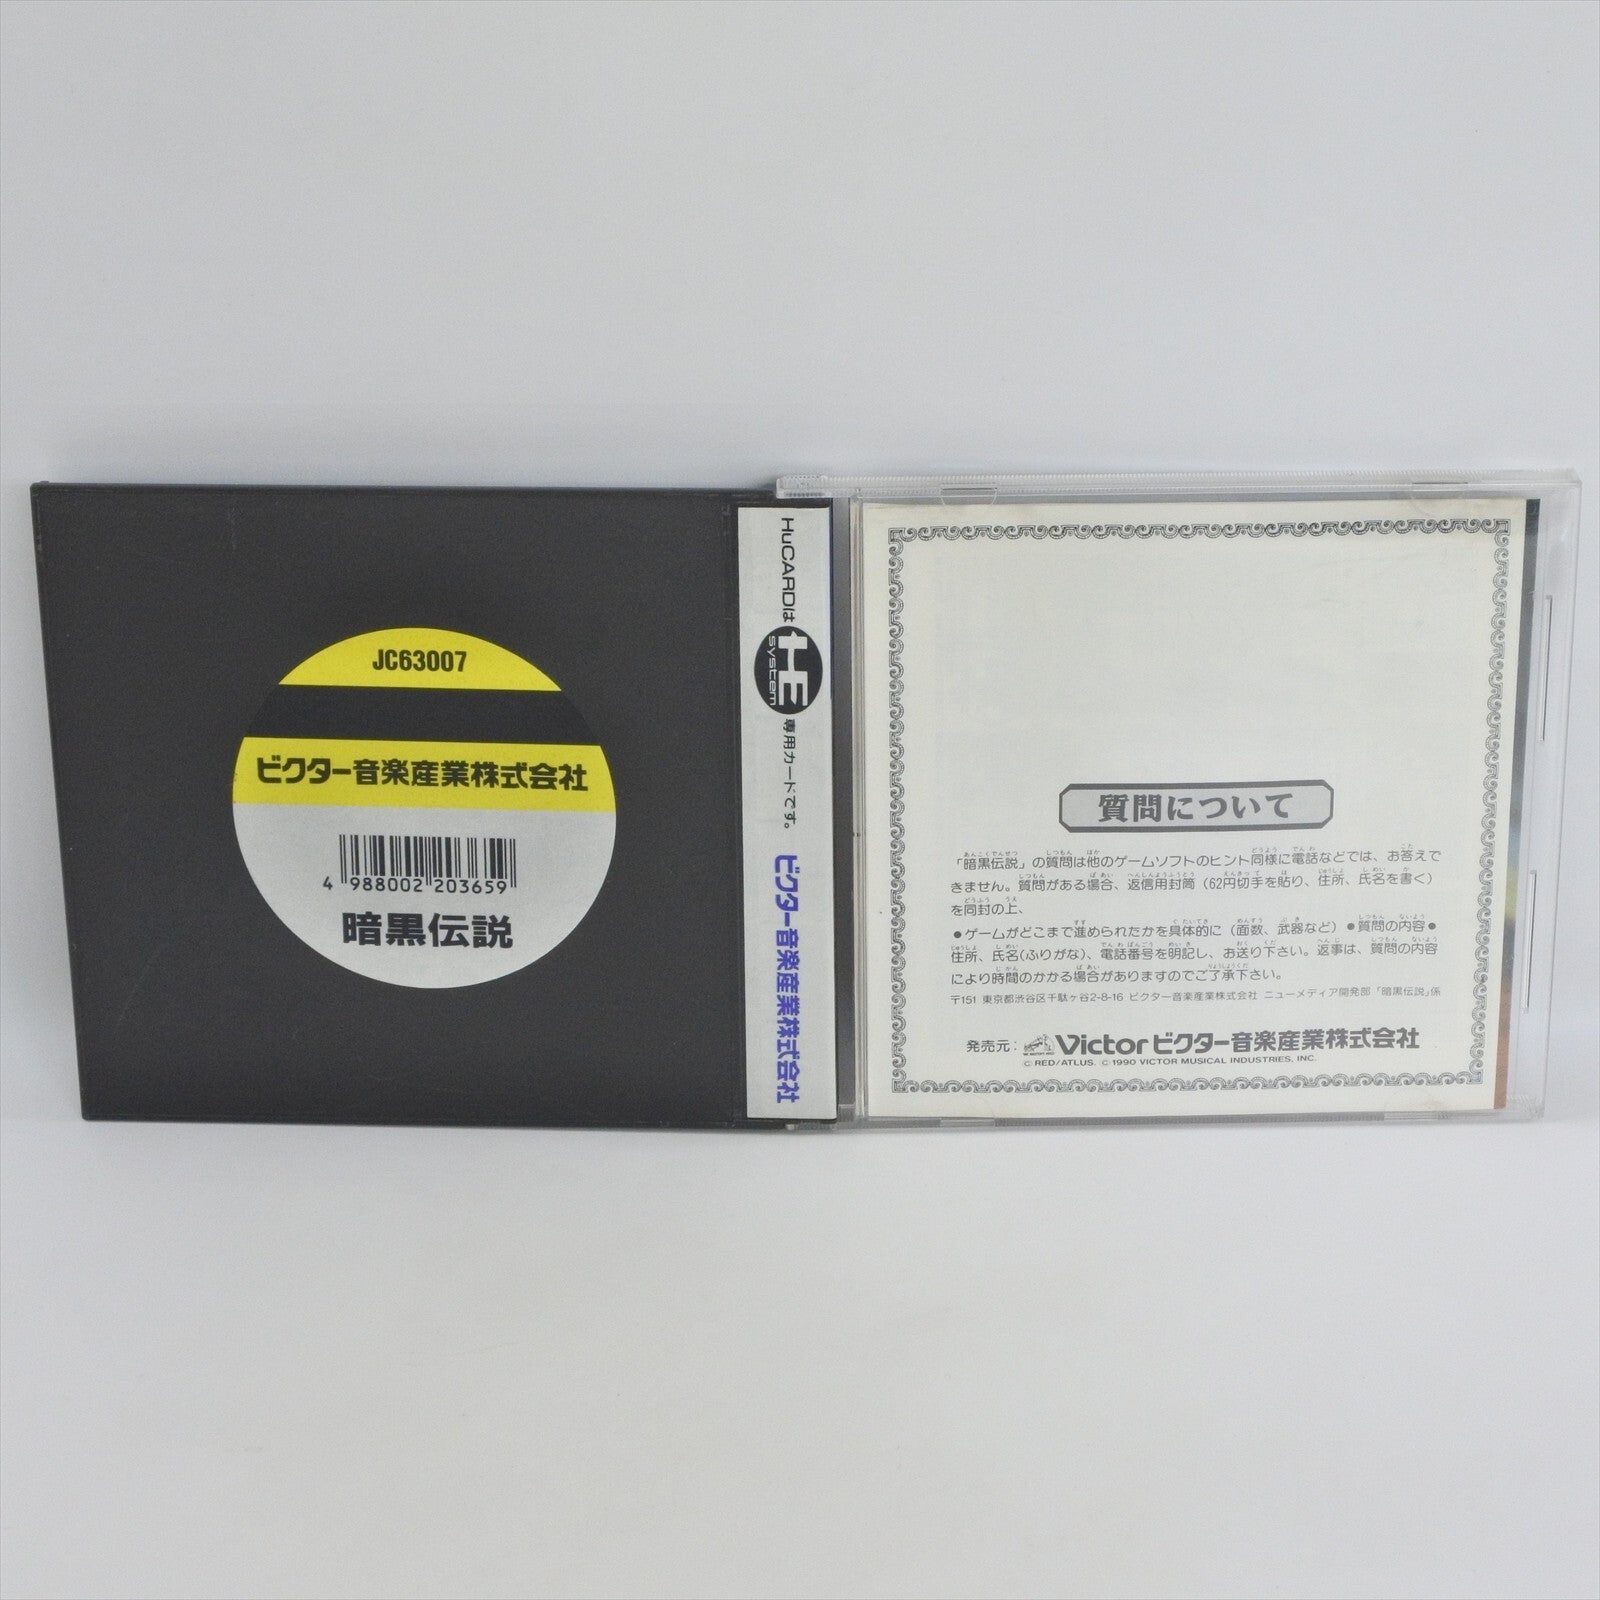 JC63007
ビクター音楽産業株式会社
4 988002 203659
暗黒伝説
HuCARDは HE system 専用カードです。 ビクター音楽産業株式会社
質問について
「暗黒伝説」の質問は他のゲームソフトのヒント同様に電話などでは、お答えで
きません。質問がある場合、返信用封筒(62円切手を貼り、住所、氏名を書く)
を同封の上、
●ゲームがどこまで進められたかを具体的に(面数、武器など)●質問の内容●
住所、氏名(ふりがな)、電話番号を明記し、お送り下さい。返事は、質問の内容
により時間のかかる場合がありますのでご了承下さい。
〒151 東京都渋谷区千駄ヶ谷2-8-16 ビクター音楽産業株式会社 ニューメディア開発部「暗黒伝説」係
発売元: Victor ビクター音楽産業株式会社
© RED/ATLUS. © 1990 VICTOR MUSICAL INDUSTRIES, INC.